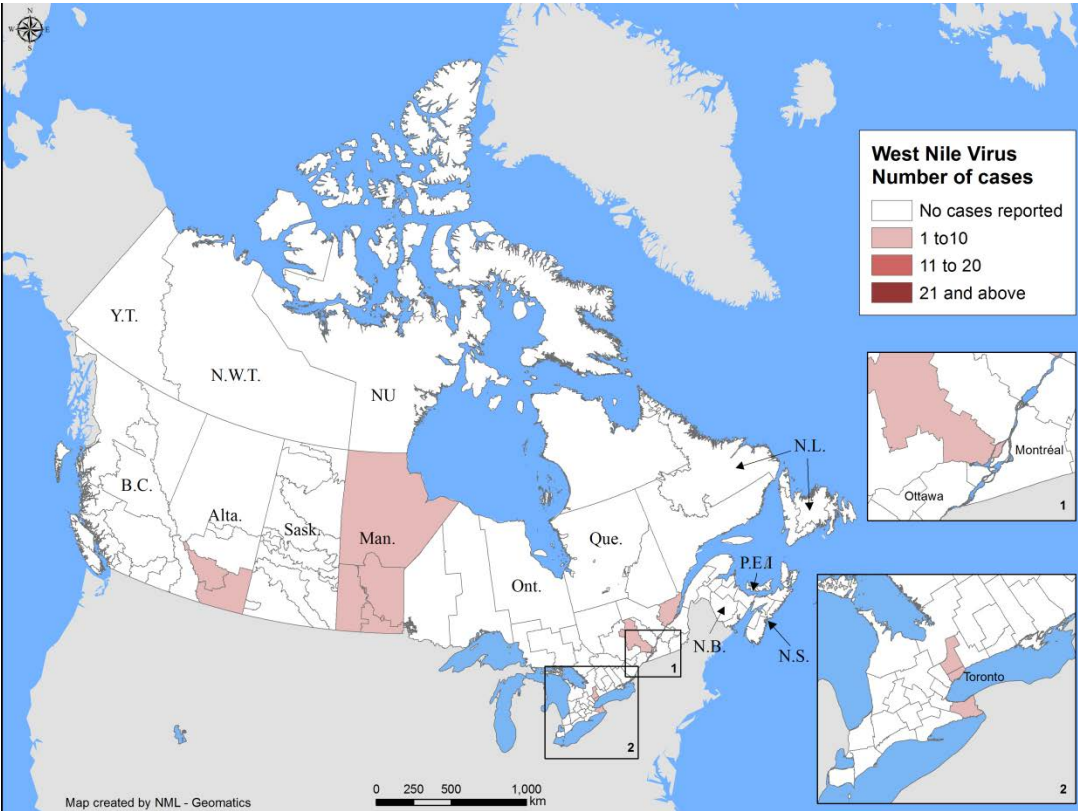 N
W E
S
West Nile Virus
Number of cases
No cases reported
1 to10
11 to 20
21 and above
Y.T.
N.W.T.
NU
B.C.
Alta.
Sask.
Man.
Ont.
Que.
N.L.
P.E.I
N.B.
N.S.
1
2
Ottawa
Montréal
1
Toronto
2
0 250 500 1,000
km
Map created by NML - Geomatics